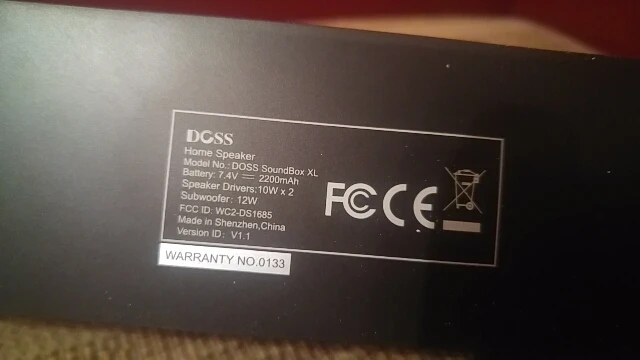 DOSS
Home Speaker
Model No.: DOSS SoundBox XL
Battery: 7.4V ⎓ 2200mAh
Speaker Drivers:10W x 2
Subwoofer: 12W
FCC ID: WC2-DS1685
Made in Shenzhen,China
Version ID: V1.1
FC CE
WARRANTY NO.0133